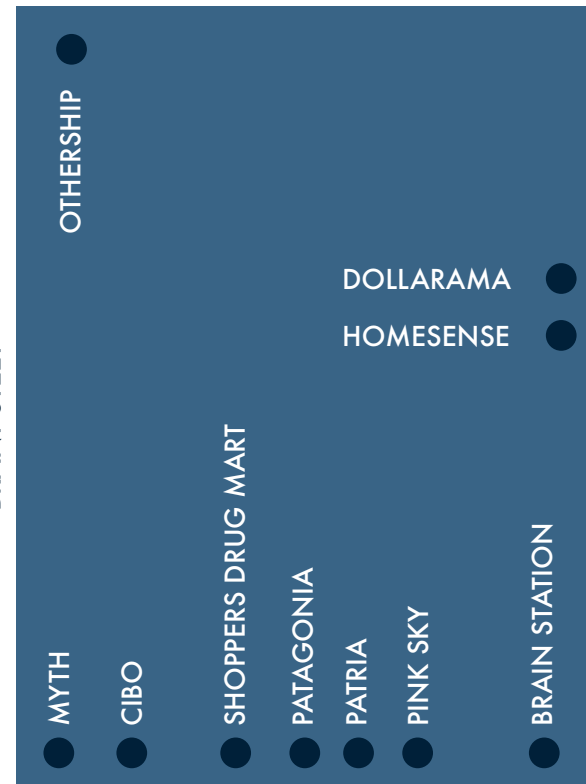 OTHERSHIP
DOLLARAMA
HOMESENSE
MYTH
CIBO
SHOPPERS DRUG MART
PATAGONIA
PATRIA
PINK SKY
BRAIN STATION